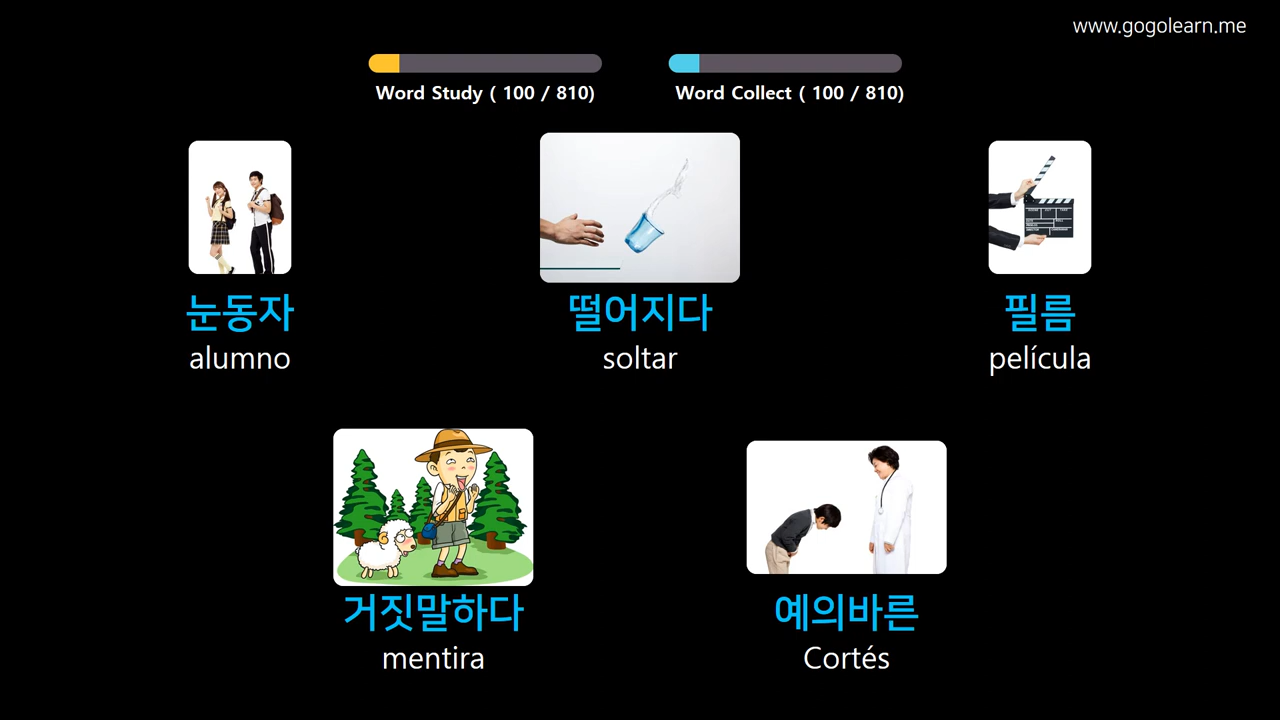 www.gogolearn.me
Word Study ( 100 / 810)
Word Collect ( 100 / 810)
눈동자
alumno
떨어지다
soltar
필름
película
거짓말하다
mentira
예의바른
Cortés